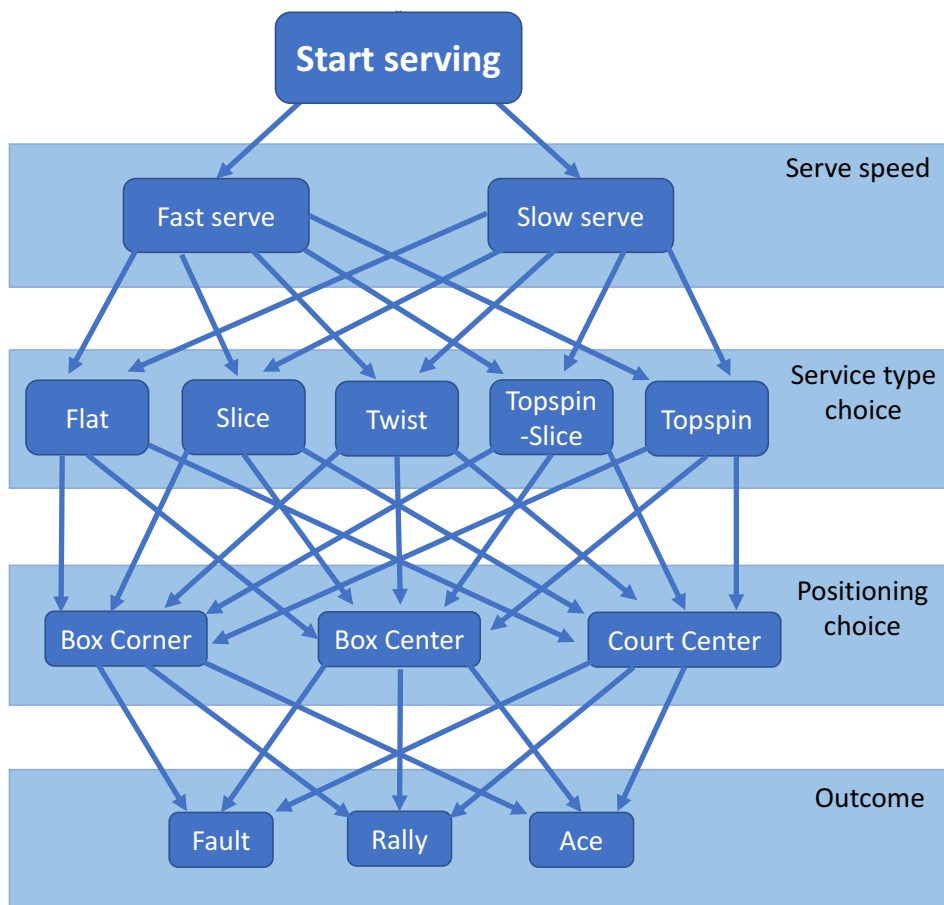 Start serving
Serve speed
Fast serve
Slow serve
Service type
choice
Flat
Slice
Twist
Topspin
-Slice
Topspin
Positioning
choice
Box Corner
Box Center
Court Center
Outcome
Fault
Rally
Ace